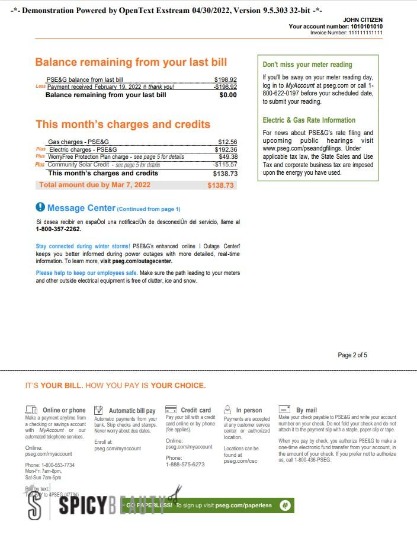 -*- Demonstration Powered by OpenText Exstream 04/30/2022, Version 9.5.303 32-bit -*-
JOHN CITIZEN
Your account number: 1010101010
Invoice Number: 111111111111
Balance remaining from your last bill
PSE&G balance from last bill $198.92
Less Payment received February 19, 2022 thank you! -$198.92
Balance remaining from your last bill $0.00
This month's charges and credits
Gas charges - PSE&G $12.56
Plus Electric charges - PSE&G $192.36
Plus WorryFree Protection Plan charge - see page 5 for details $49.38
Plus Community Solar Credit - see page 5 for details -$115.57
This month's charges and credits $138.73
Total amount due by Mar 7, 2022 $138.73
Message Center (Continued from page 1)
Si desea recibir en español una notificación de desconexión del servicio, llame al
1-800-357-2262.
Stay connected during winter storms! PSE&G's enhanced online Outage Center
keeps you better informed during power outages with more detailed, real-time
information. To learn more, visit pseg.com/outagecenter.
Please help to keep our employees safe. Make sure the path leading to your meters
and other outside electrical equipment is free of clutter, ice and snow.
Don't miss your meter reading
If you'll be away on your meter reading day,
log in to MyAccount at pseg.com or call 1-
800-622-0197 before your scheduled date,
to submit your reading.
Electric & Gas Rate Information
For news about PSE&G's rate filing and
upcoming public hearings visit
www.pseg.com/pseandgfilings. Under
applicable tax law, the State Sales and Use
Tax and corporate business tax are imposed
upon the energy you have used.
Page 2 of 5
IT'S YOUR BILL. HOW YOU PAY IS YOUR CHOICE.
Online or phone
Make a payment anytime from
a checking or savings account
with MyAccount or our
automated telephone services.
Online:
pseg.com/myaccount
Phone: 1-800-553-7734
Mon-Fri: 7am-8pm,
Sat-Sun 7am-5pm
Automatic bill pay
Automatic payments from your
bank. Skip checks and stamps.
Never worry about due dates.
Enroll at
pseg.com/myaccount
Credit card
Pay your bill with a credit
card online or by phone
(fee applies).
Online:
pseg.com/myaccount
Phone:
1-888-575-6273
In person
Payments are accepted
at any customer service
center or authorized
location.
Locations can be
found at
pseg.com/csc
By mail
Make your check payable to PSE&G and write your account
number on your check. Do not fold your check and do not
attach it to the payment slip with a staple, paper clip or tape.
When you pay by check, you authorize PSE&G to make a
one-time electronic fund transfer from your account, in
the amount of your check. If you prefer not to authorize
us, call 1-800-436-PSEG.
SPICYBEAUTY
GO PAPERLESS! To sign up visit pseg.com/paperless